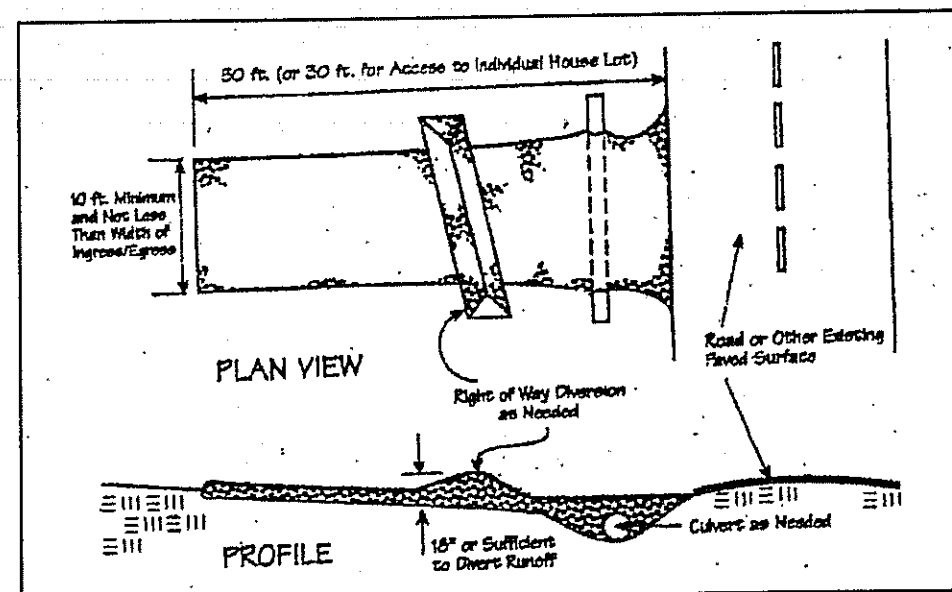 50 ft. (or 30 ft. for Access to Individual House Lot)
10 ft. Minimum
and Not Less
Than Width of
Ingress/Egress
PLAN VIEW
Road or Other Existing
Paved Surface
Right of Way Diversion
as Needed
Culvert as Needed
18" or Sufficient
to Divert Runoff
PROFILE